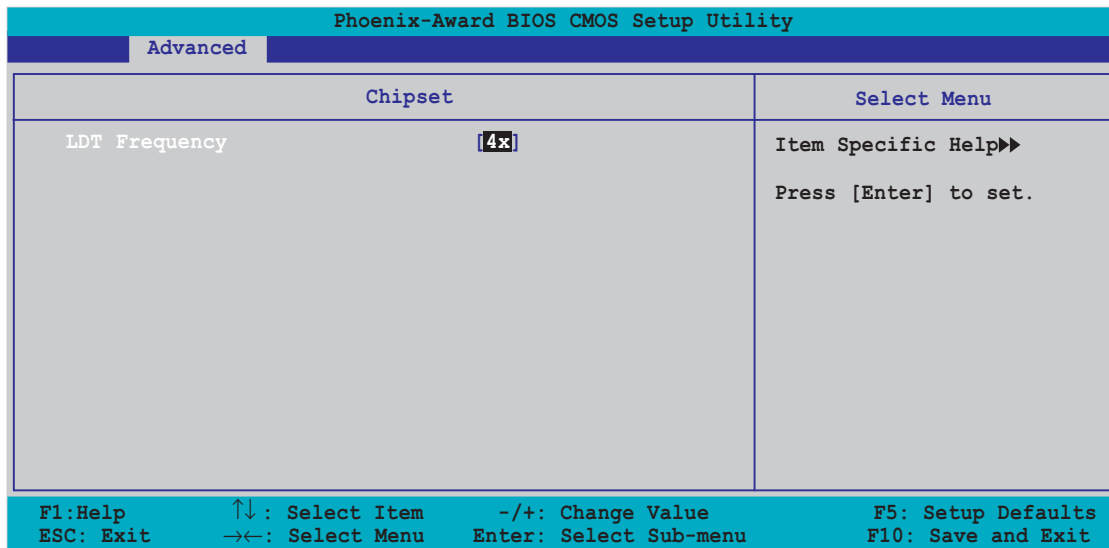 Phoenix-Award BIOS CMOS Setup Utility
Advanced
Chipset
Select Menu
LDT Frequency [4x]
Item Specific Help▶▶
Press [Enter] to set.
F1:Help ↑↓: Select Item -/+: Change Value F5: Setup Defaults
ESC: Exit →←: Select Menu Enter: Select Sub-menu F10: Save and Exit